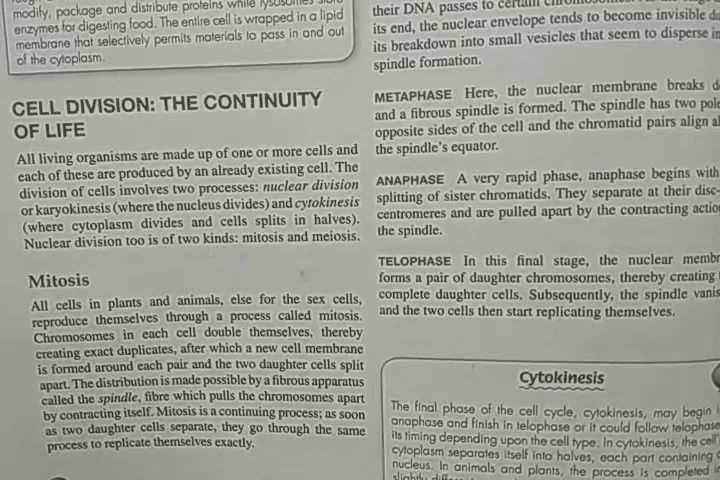 modify, package and distribute proteins while lysosomes store
enzymes for digesting food. The entire cell is wrapped in a lipid
membrane that selectively permits materials to pass in and out
of the cytoplasm.
CELL DIVISION: THE CONTINUITY
OF LIFE
All living organisms are made up of one or more cells and
each of these are produced by an already existing cell. The
division of cells involves two processes: nuclear division
or karyokinesis (where the nucleus divides) and cytokinesis
(where cytoplasm divides and cells splits in halves).
Nuclear division too is of two kinds: mitosis and meiosis.
Mitosis
All cells in plants and animals, else for the sex cells,
reproduce themselves through a process called mitosis.
Chromosomes in each cell double themselves, thereby
creating exact duplicates, after which a new cell membrane
is formed around each pair and the two daughter cells split
apart. The distribution is made possible by a fibrous apparatus
called the spindle, fibre which pulls the chromosomes apart
by contracting itself. Mitosis is a continuing process; as soon
as two daughter cells separate, they go through the same
process to replicate themselves exactly.
their DNA passes to certain
its end, the nuclear envelope tends to become invisible
its breakdown into small vesicles that seem to disperse
spindle formation.
METAPHASE Here, the nuclear membrane breaks
and a fibrous spindle is formed. The spindle has two
opposite sides of the cell and the chromatid pairs align
the spindle's equator.
ANAPHASE A very rapid phase, anaphase begins with
splitting of sister chromatids. They separate at their disc-
centromeres and are pulled apart by the contracting
the spindle.
TELOPHASE In this final stage, the nuclear
forms a pair of daughter chromosomes, thereby creating
complete daughter cells. Subsequently, the spindle
and the two cells then start replicating themselves.
Cytokinesis
The final phase of the cell cycle, cytokinesis, may begin
anaphase and finish in telophase or it could follow telophase
its timing depending upon the cell type. In cytokinesis, the
cytoplasm separates itself into halves, each part containing
nucleus. In animals and plants, the process is completed
slightly